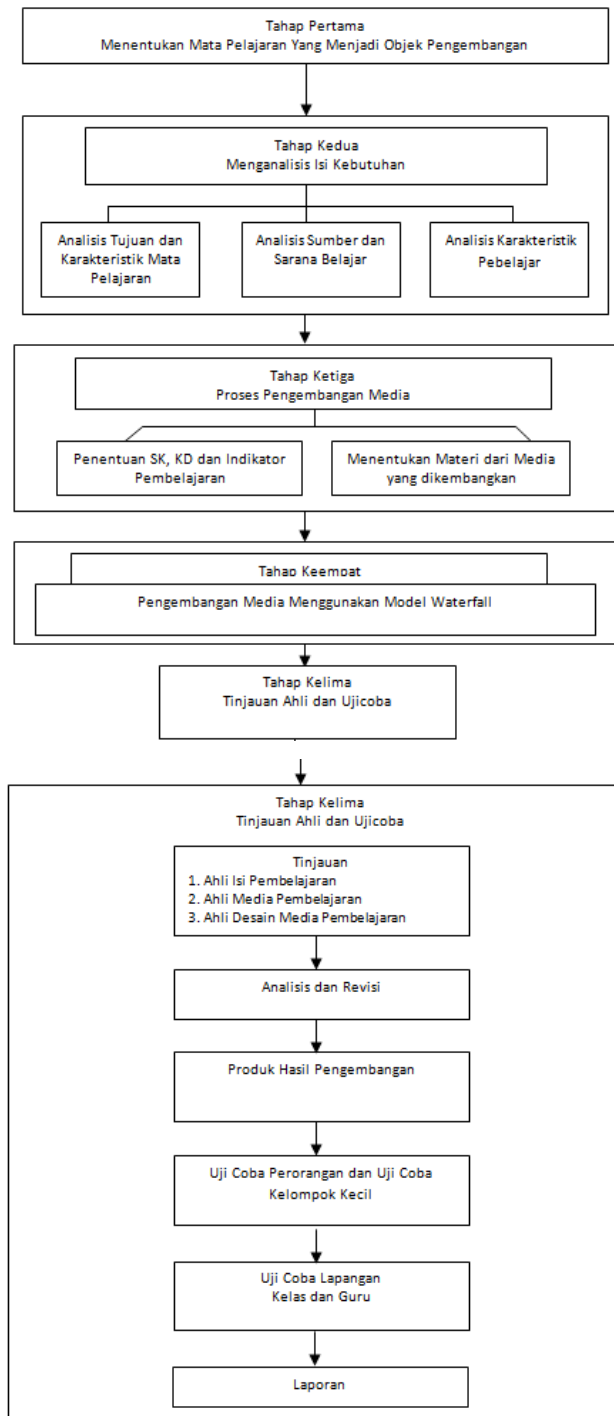 Tahap Pertama
Menentukan Mata Pelajaran Yang Menjadi Objek Pengembangan
Tahap Kedua
Menganalisis Isi Kebutuhan
Analisis Tujuan dan
Karakteristik Mata
Pelajaran
Analisis Sumber dan
Sarana Belajar
Analisis Karakteristik
Pebelajar
Tahap Ketiga
Proses Pengembangan Media
Penentuan SK, KD dan Indikator
Pembelajaran
Menentukan Materi dari Media
yang dikembangkan
Tahap Keempat
Pengembangan Media Menggunakan Model Waterfall
Tahap Kelima
Tinjauan Ahli dan Ujicoba
Tahap Kelima
Tinjauan Ahli dan Ujicoba
Tinjauan
1. Ahli Isi Pembelajaran
2. Ahli Media Pembelajaran
3. Ahli Desain Media Pembelajaran
Analisis dan Revisi
Produk Hasil Pengembangan
Uji Coba Perorangan dan Uji Coba
Kelompok Kecil
Uji Coba Lapangan
Kelas dan Guru
Laporan